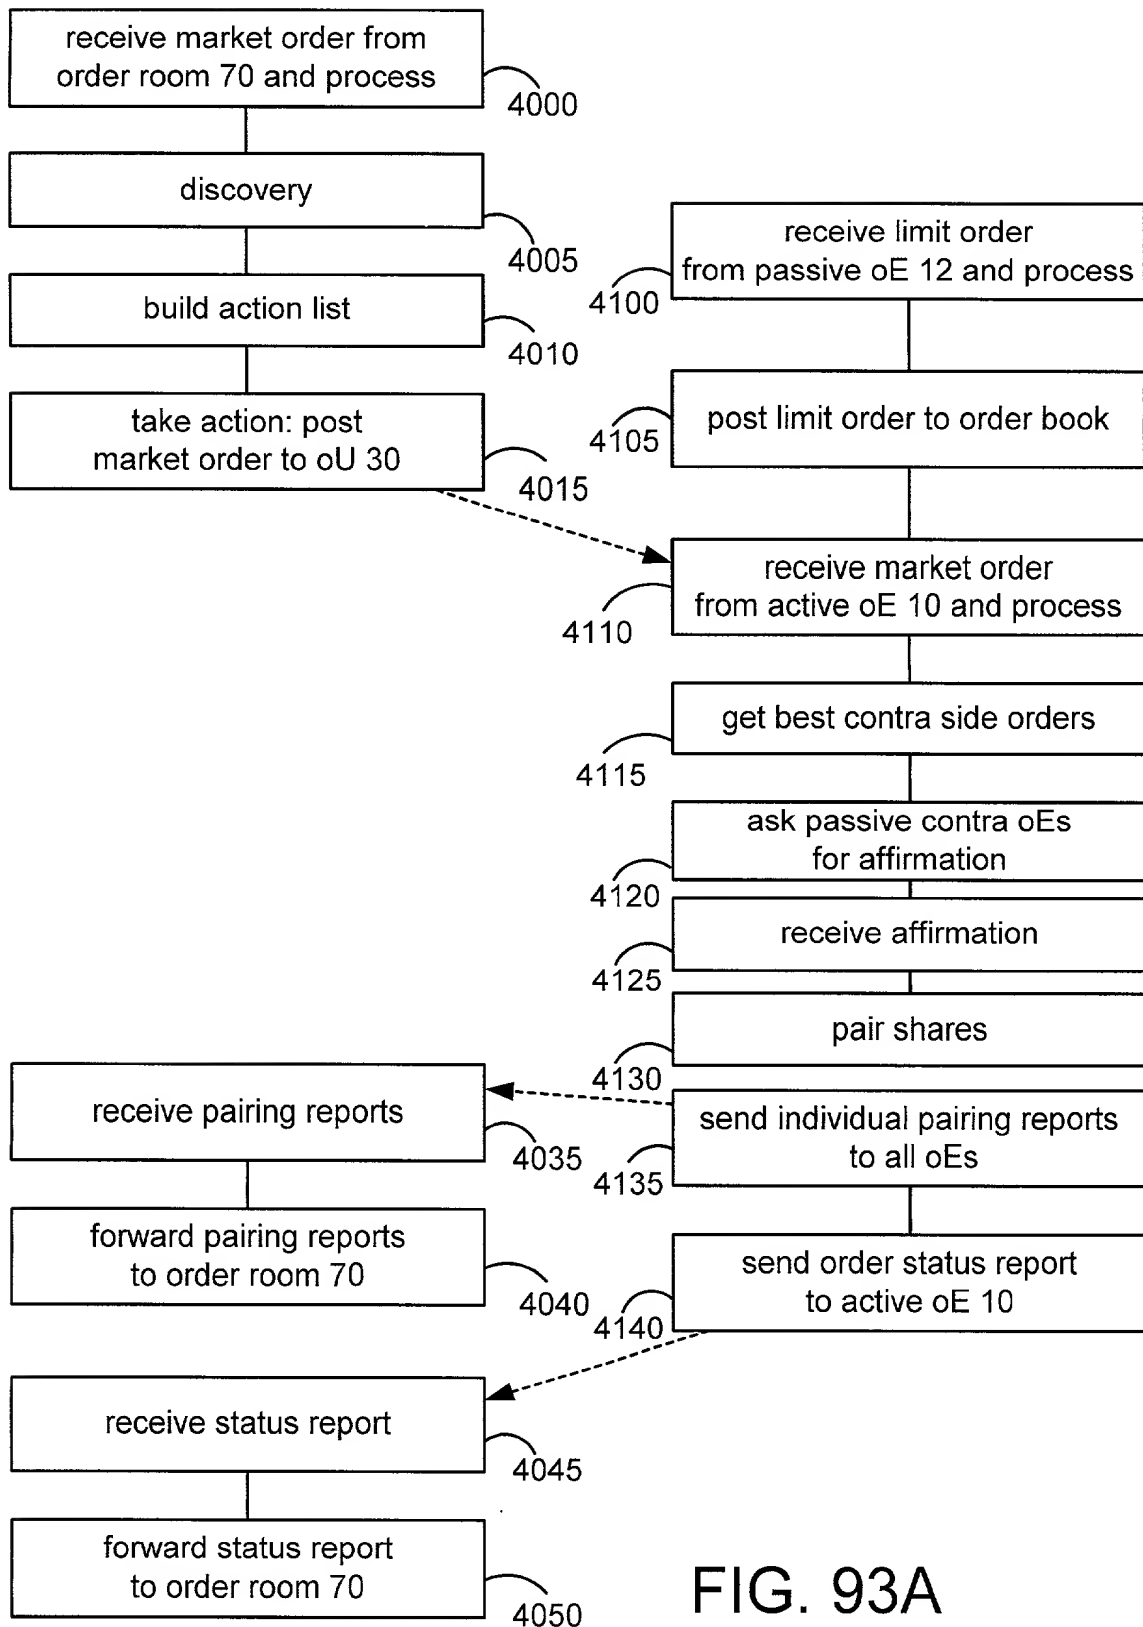 receive market order from
order room 70 and process
4000
discovery
4005
build action list
4010
take action: post
market order to oU 30
4015
receive limit order
from passive oE 12 and process
4100
post limit order to order book
4105
receive market order
from active oE 10 and process
4110
get best contra side orders
4115
ask passive contra oEs
for affirmation
4120
receive affirmation
4125
pair shares
4130
send individual pairing reports
to all oEs
4135
send order status report
to active oE 10
4140
receive pairing reports
4035
forward pairing reports
to order room 70
4040
receive status report
4045
forward status report
to order room 70
4050
FIG. 93A